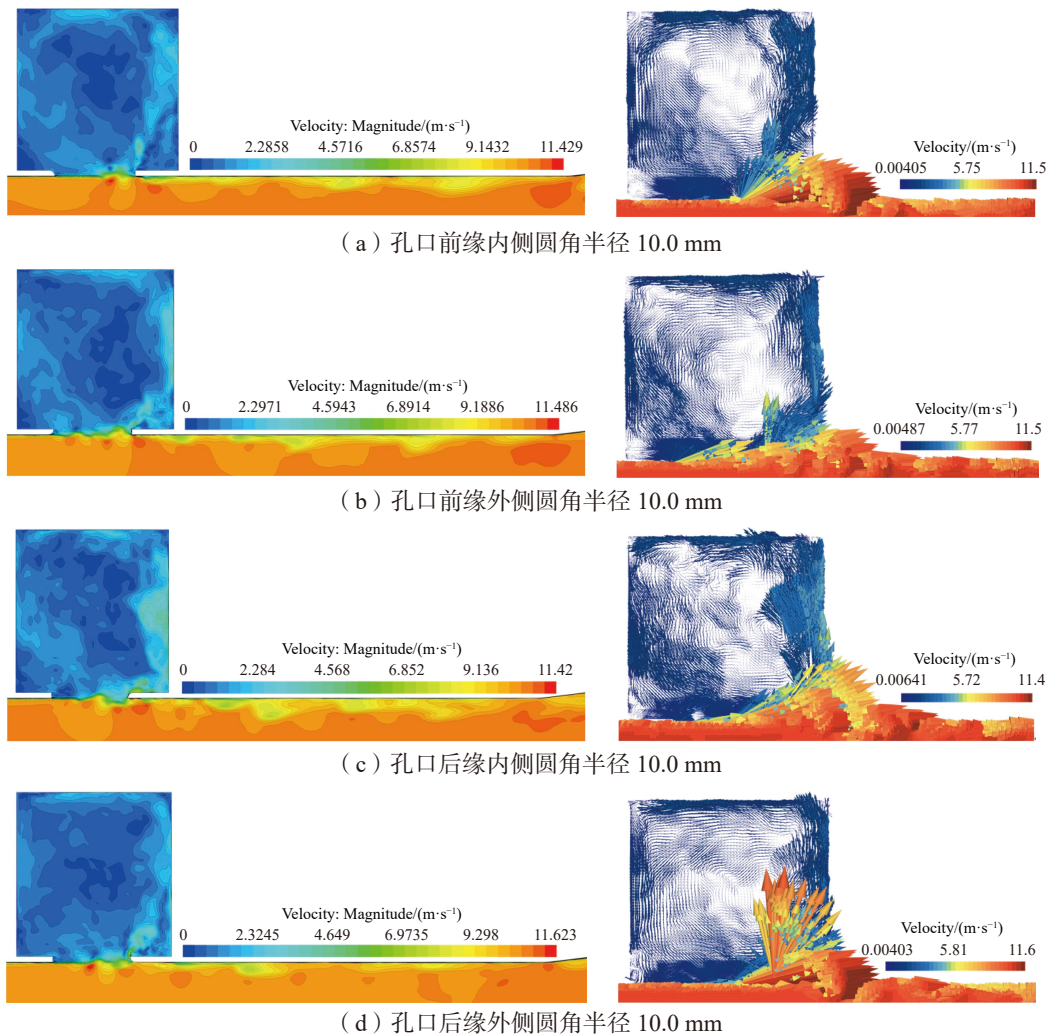 Velocity: Magnitude/(m·s⁻¹)
0 2.2858 4.5716 6.8574 9.1432 11.429
Velocity/(m·s⁻¹)
0.00405 5.75 11.5
（a）孔口前缘内侧圆角半径 10.0 mm
Velocity: Magnitude/(m·s⁻¹)
0 2.2971 4.5943 6.8914 9.1886 11.486
Velocity/(m·s⁻¹)
0.00487 5.77 11.5
（b）孔口前缘外侧圆角半径 10.0 mm
Velocity: Magnitude/(m·s⁻¹)
0 2.284 4.568 6.852 9.136 11.42
Velocity/(m·s⁻¹)
0.00641 5.72 11.4
（c）孔口后缘内侧圆角半径 10.0 mm
Velocity: Magnitude/(m·s⁻¹)
0 2.3245 4.649 6.9735 9.298 11.623
Velocity/(m·s⁻¹)
0.00403 5.81 11.6
（d）孔口后缘外侧圆角半径 10.0 mm